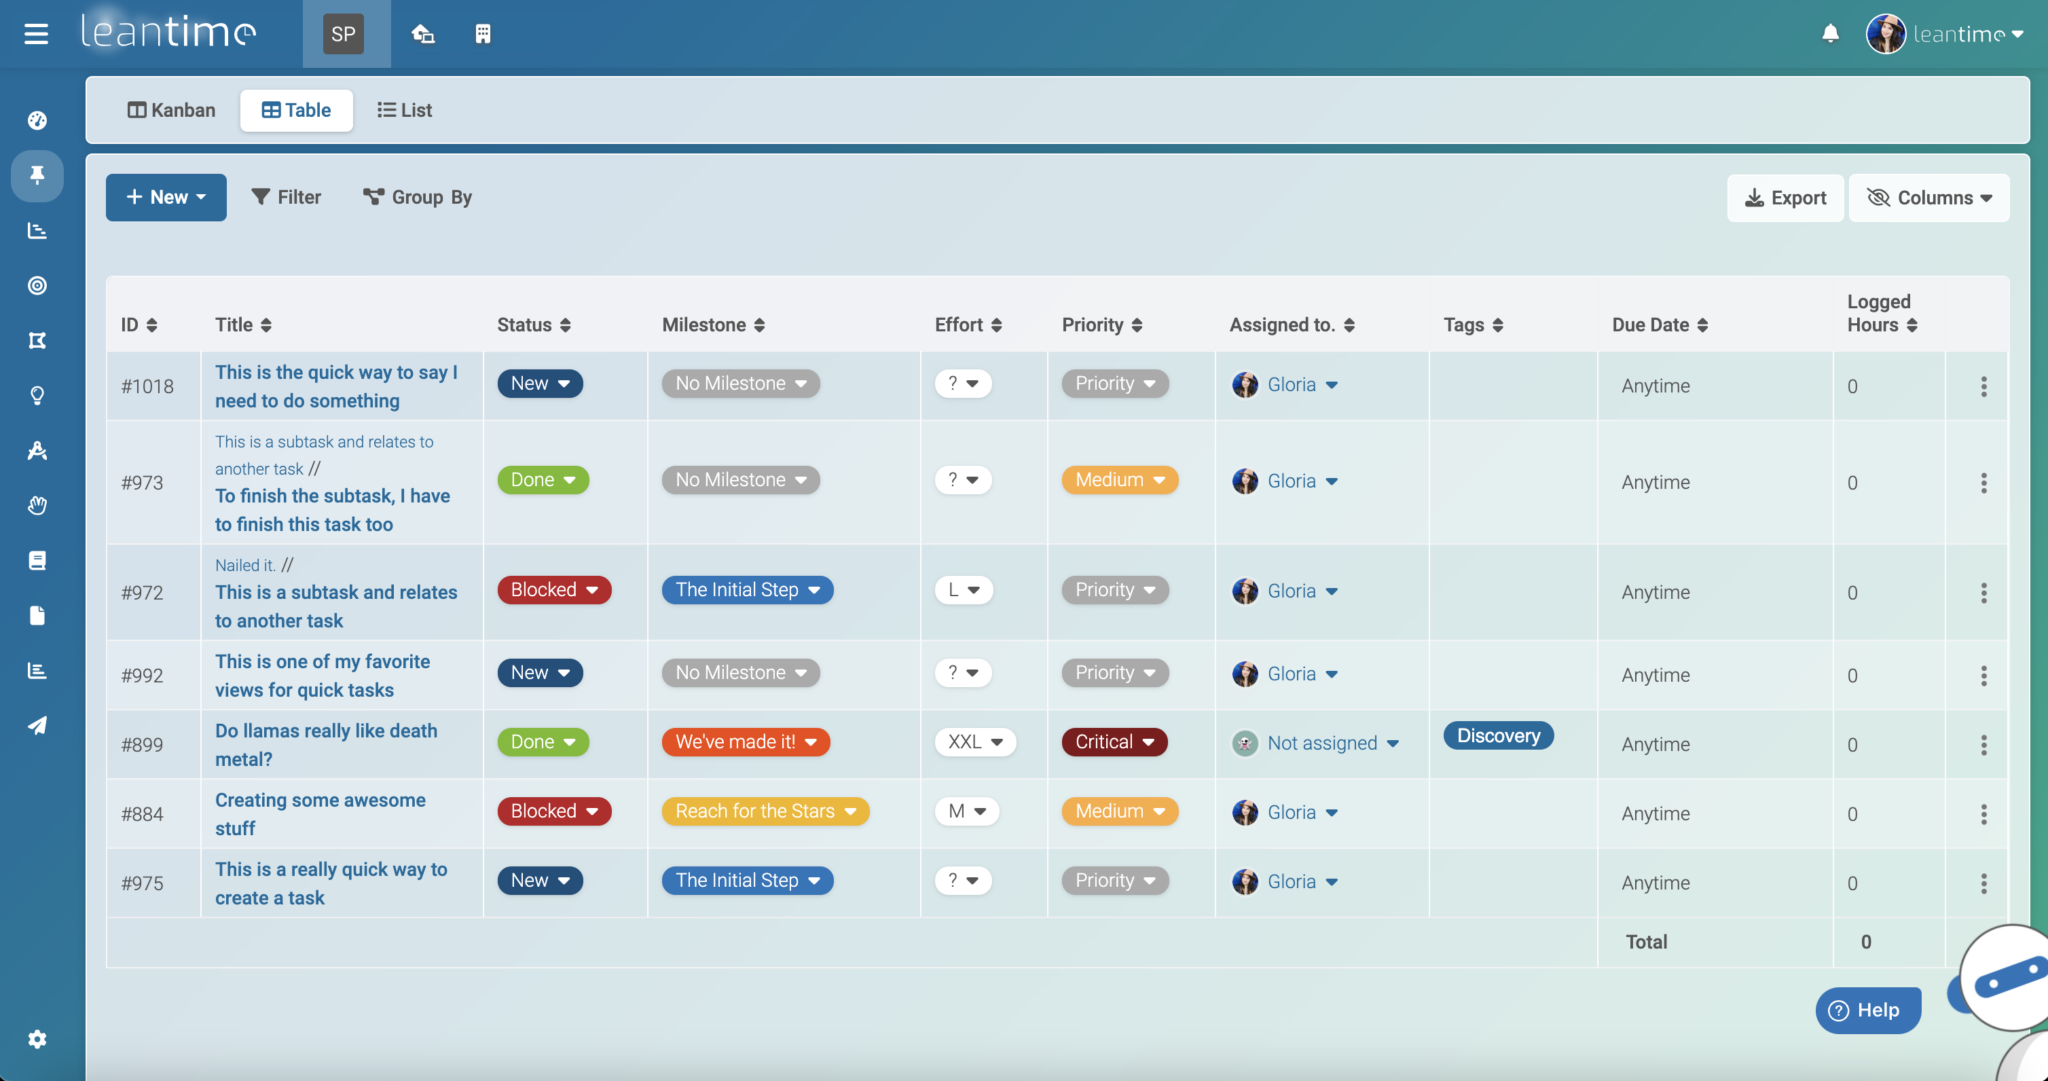 leantime
SP
leantime
Kanban
Table
List
+ New
Filter
Group By
Export
Columns
ID
Title
Status
Milestone
Effort
Priority
Assigned to.
Tags
Due Date
Logged
Hours
#1018
This is the quick way to say I
need to do something
New
No Milestone
?
Priority
Gloria
Anytime
0
#973
This is a subtask and relates to
another task //
To finish the subtask, I have
to finish this task too
Done
No Milestone
?
Medium
Gloria
Anytime
0
#972
Nailed it. //
This is a subtask and relates
to another task
Blocked
The Initial Step
L
Priority
Gloria
Anytime
0
#992
This is one of my favorite
views for quick tasks
New
No Milestone
?
Priority
Gloria
Anytime
0
#899
Do llamas really like death
metal?
Done
We've made it!
XXL
Critical
Not assigned
Discovery
Anytime
0
#884
Creating some awesome
stuff
Blocked
Reach for the Stars
M
Medium
Gloria
Anytime
0
#975
This is a really quick way to
create a task
New
The Initial Step
?
Priority
Gloria
Anytime
0
Total
0
? Help